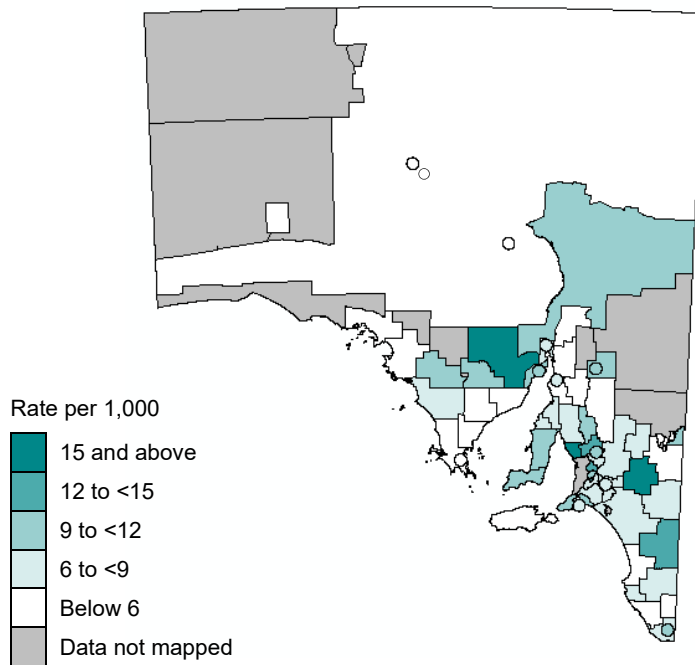 Rate per 1,000
15 and above
12 to <15
9 to <12
6 to <9
Below 6
Data not mapped